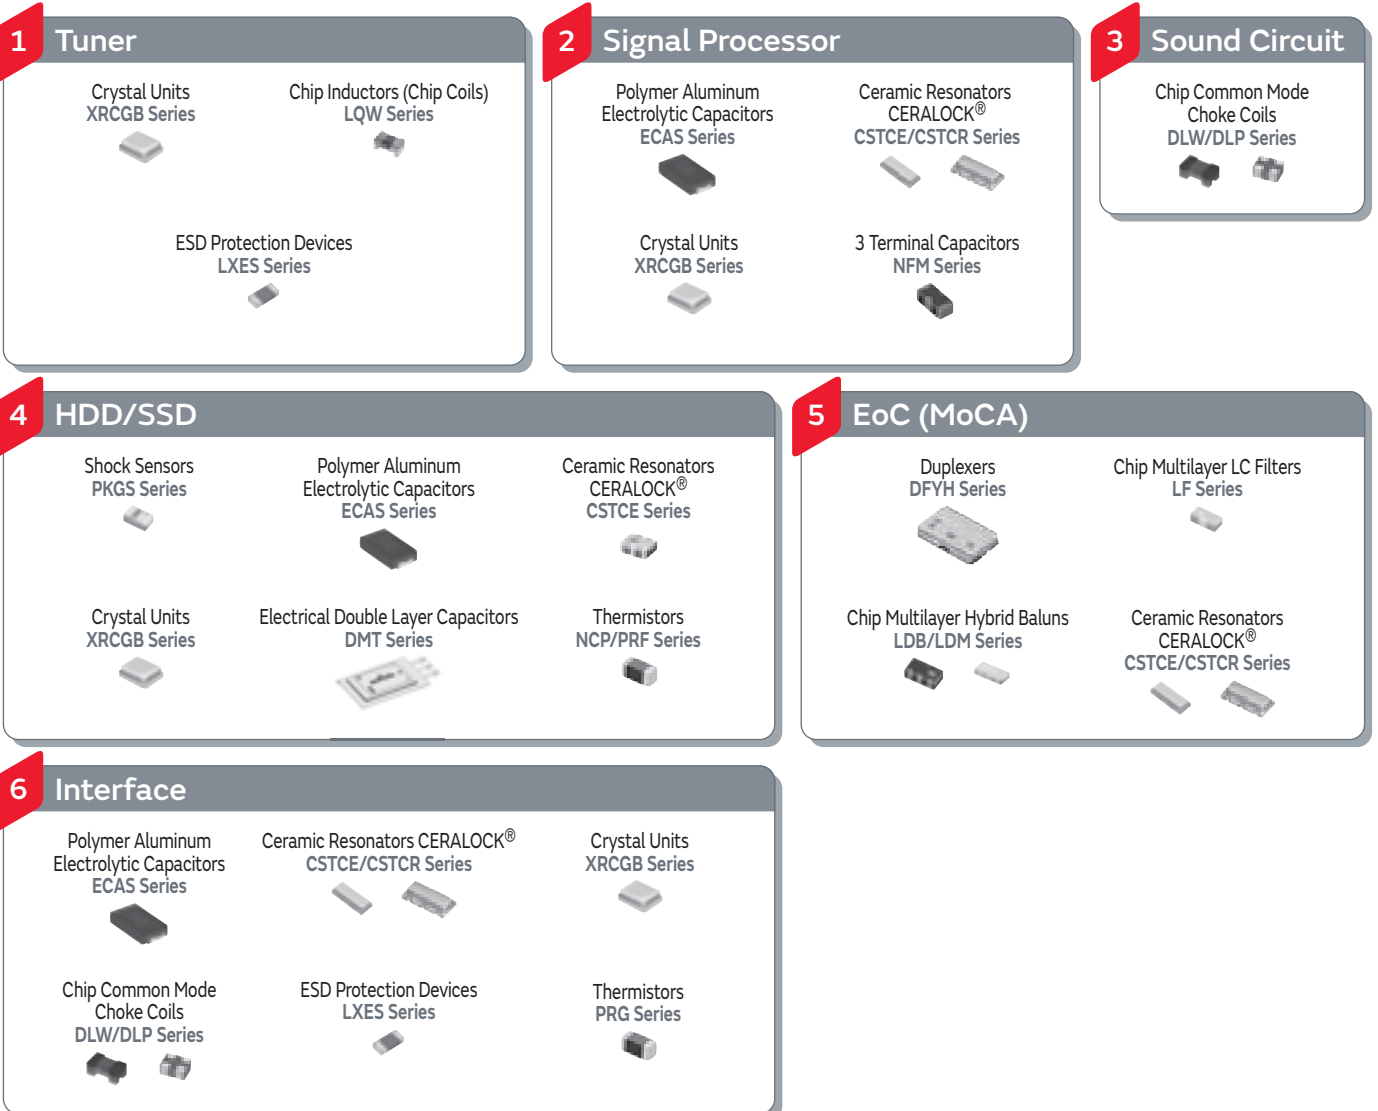 1 Tuner
Crystal Units
XRCGB Series
Chip Inductors (Chip Coils)
LQW Series
ESD Protection Devices
LXES Series
2 Signal Processor
Polymer Aluminum
Electrolytic Capacitors
ECAS Series
Ceramic Resonators
CERALOCK®
CSTCE/CSTCR Series
Crystal Units
XRCGB Series
3 Terminal Capacitors
NFM Series
3 Sound Circuit
Chip Common Mode
Choke Coils
DLW/DLP Series
4 HDD/SSD
Shock Sensors
PKGS Series
Polymer Aluminum
Electrolytic Capacitors
ECAS Series
Ceramic Resonators
CERALOCK®
CSTCE Series
Crystal Units
XRCGB Series
Electrical Double Layer Capacitors
DMT Series
Thermistors
NCP/PRF Series
5 EoC (MoCA)
Duplexers
DFYH Series
Chip Multilayer LC Filters
LF Series
Chip Multilayer Hybrid Baluns
LDB/LDM Series
Ceramic Resonators
CERALOCK®
CSTCE/CSTCR Series
6 Interface
Polymer Aluminum
Electrolytic Capacitors
ECAS Series
Ceramic Resonators CERALOCK®
CSTCE/CSTCR Series
Crystal Units
XRCGB Series
Chip Common Mode
Choke Coils
DLW/DLP Series
ESD Protection Devices
LXES Series
Thermistors
PRG Series